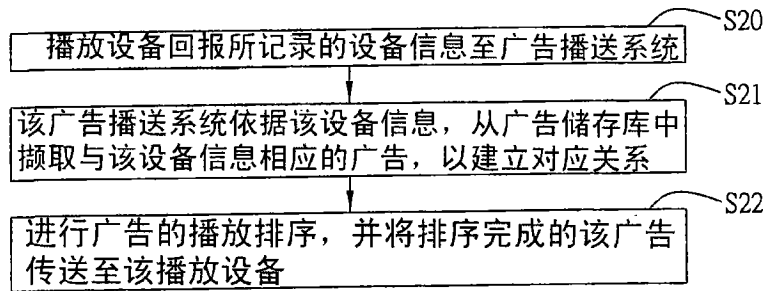 S20
播放设备回报所记录的设备信息至广告播送系统
S21
该广告播送系统依据该设备信息，从广告储存库中
撷取与该设备信息相应的广告，以建立对应关系
S22
进行广告的播放排序，并将排序完成的该广告
传送至该播放设备